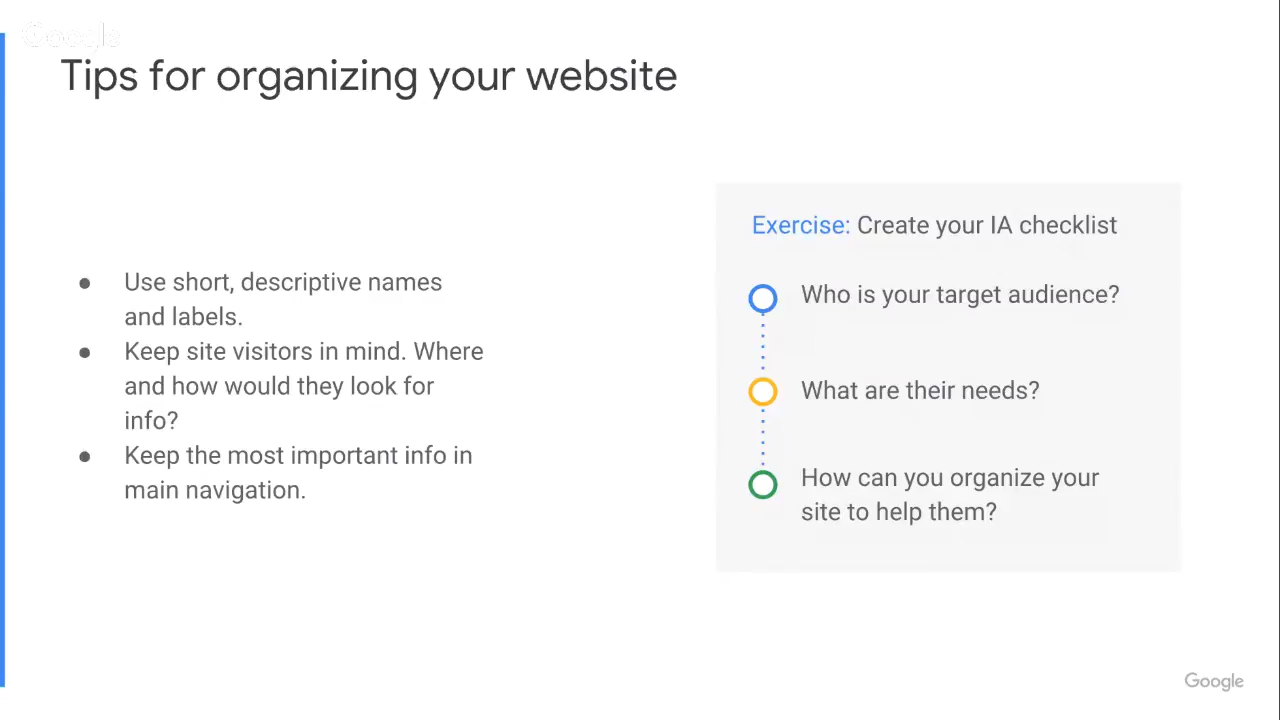 Google
Tips for organizing your website
● Use short, descriptive names
and labels.
● Keep site visitors in mind. Where
and how would they look for
info?
● Keep the most important info in
main navigation.
Exercise: Create your IA checklist
Who is your target audience?
What are their needs?
How can you organize your
site to help them?
Google